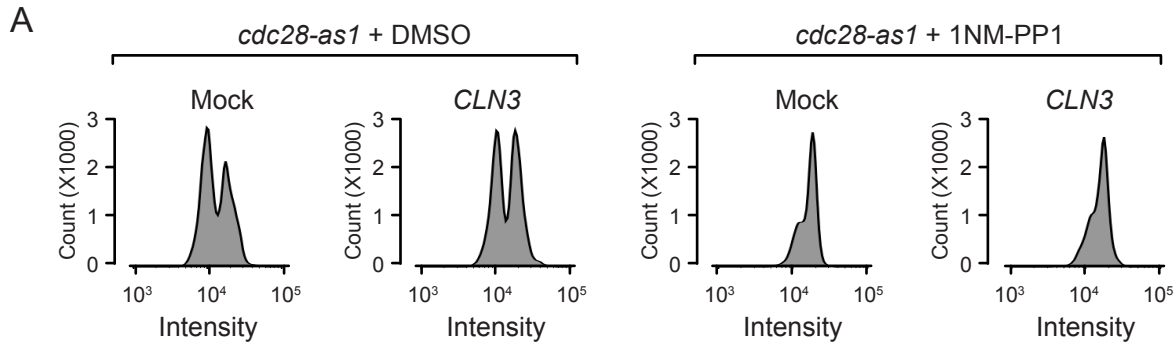 A
cdc28-as1 + DMSO
cdc28-as1 + 1NM-PP1
Mock
CLN3
Mock
CLN3
Count (X1000)
3
2
1
0
10³ 10⁴ 10⁵
Intensity
Count (X1000)
3
2
1
0
10³ 10⁴ 10⁵
Intensity
Count (X1000)
3
2
1
0
10³ 10⁴ 10⁵
Intensity
Count (X1000)
3
2
1
0
10³ 10⁴ 10⁵
Intensity